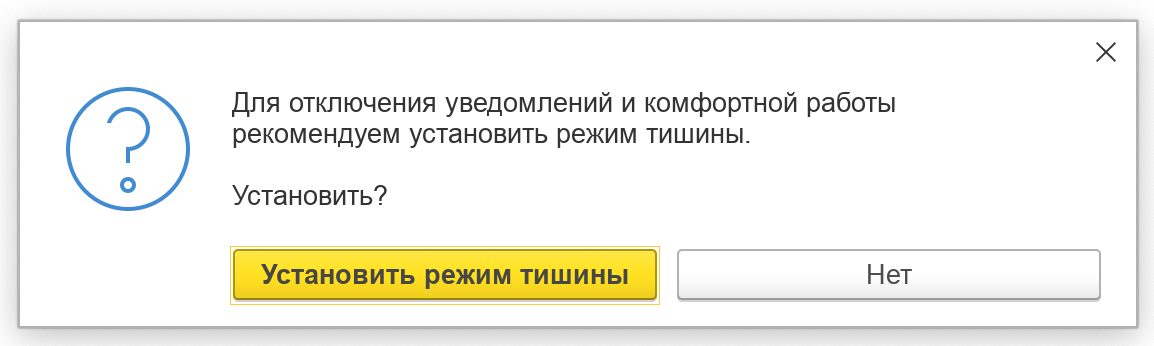 Для отключения уведомлений и комфортной работы
рекомендуем установить режим тишины.
Установить?
Установить режим тишины
Нет